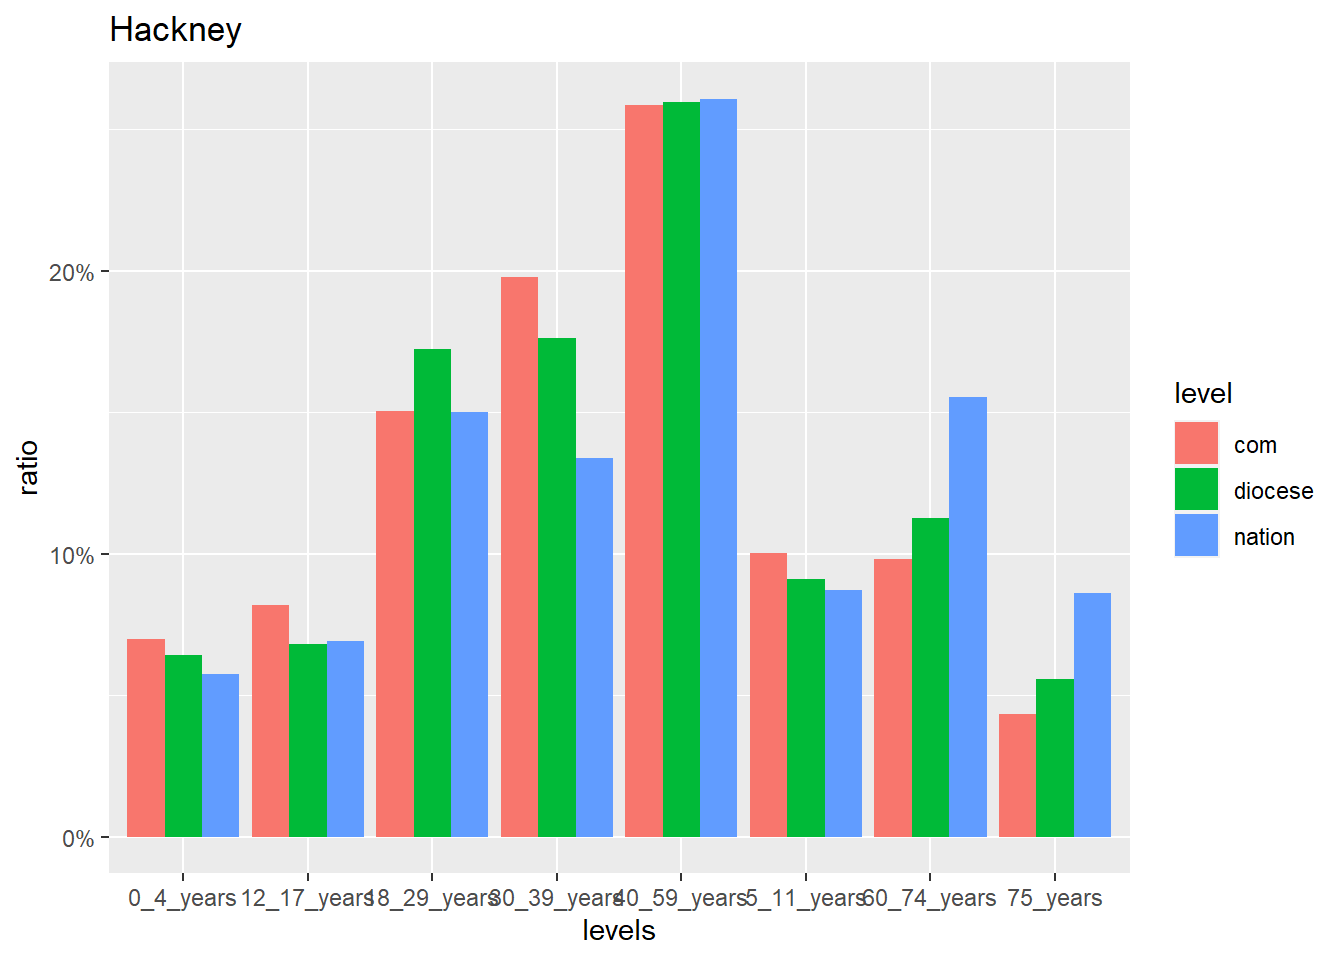 Hackney
20%
10%
0%
ratio
0_4_years 12_17_years 18_29_years 30_39_years 40_59_years 5_11_years 60_74_years 75_years
levels
level
com
diocese
nation